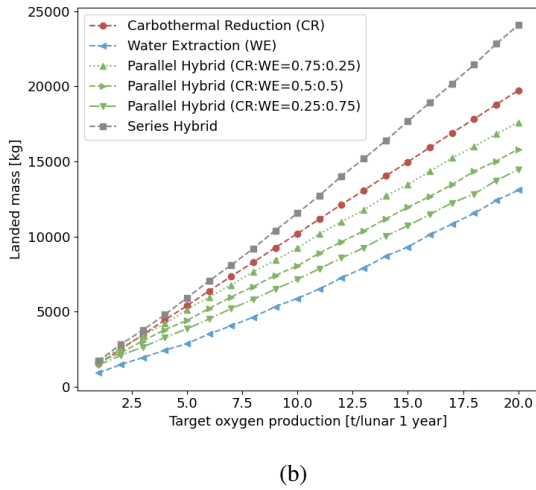 25000
20000
15000
10000
5000
0
Landed mass [kg]
Carbothermal Reduction (CR)
Water Extraction (WE)
Parallel Hybrid (CR:WE=0.75:0.25)
Parallel Hybrid (CR:WE=0.5:0.5)
Parallel Hybrid (CR:WE=0.25:0.75)
Series Hybrid
2.5 5.0 7.5 10.0 12.5 15.0 17.5 20.0
Target oxygen production [t/lunar 1 year]
(b)